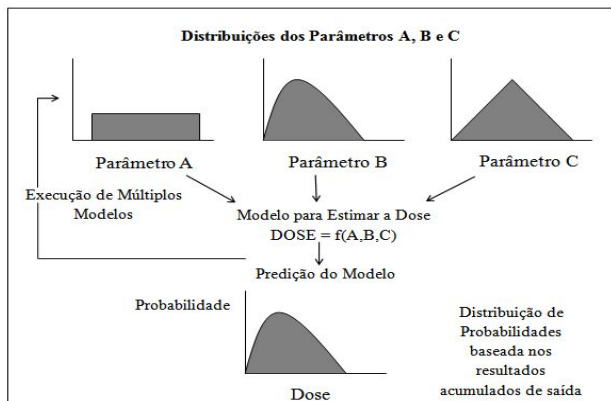 Distribuições dos Parâmetros A, B e C
Parâmetro A
Parâmetro B
Parâmetro C
Execução de Múltiplos
Modelos
Modelo para Estimar a Dose
DOSE = f(A,B,C)
Predição do Modelo
Probabilidade
Dose
Distribuição de
Probabilidades
baseada nos
resultados
acumulados de saída